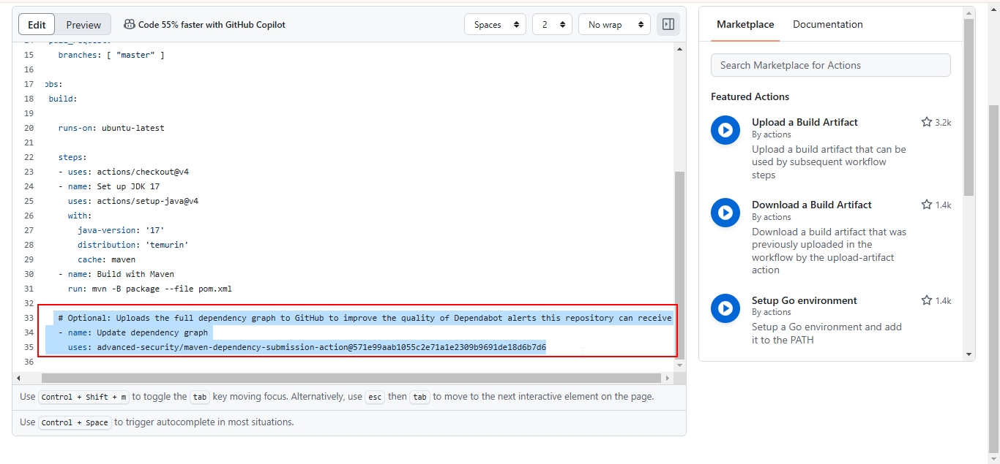 Edit
Preview
Code 55% faster with GitHub Copilot
Spaces
2
No wrap
15 branches: [ "master" ]
16
17 obs:
18 build:
19
20 runs-on: ubuntu-latest
21
22 steps:
23 - uses: actions/checkout@v4
24 - name: Set up JDK 17
25 uses: actions/setup-java@v4
26 with:
27 java-version: '17'
28 distribution: 'temurin'
29 cache: maven
30 - name: Build with Maven
31 run: mvn -B package --file pom.xml
32
33 # Optional: Uploads the full dependency graph to GitHub to improve the quality of Dependabot alerts this repository can receive
34 - name: Update dependency graph
35 uses: advanced-security/maven-dependency-submission-action@571e99aab1055c2e71a1e2309b9691de18d6b7d6
36
Use Control + Shift + m to toggle the tab key moving focus. Alternatively, use esc then tab to move to the next interactive element on the page.
Use Control + Space to trigger autocomplete in most situations.
Marketplace
Documentation
Search Marketplace for Actions
Featured Actions
Upload a Build Artifact
3.2k
By actions
Upload a build artifact that can be
used by subsequent workflow
steps
Download a Build Artifact
1.4k
By actions
Download a build artifact that was
previously uploaded in the
workflow by the upload-artifact
action
Setup Go environment
1.4k
By actions
Setup a Go environment and add
it to the PATH